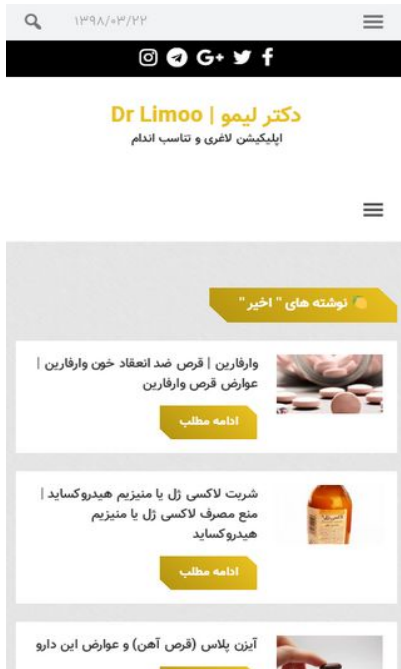 ۱۳۹۸/۰۳/۲۲
دکتر لیمو | Dr Limoo
اپلیکیشن لاغری و تناسب اندام
نوشته های " اخیر "
وارفارین | قرص ضد انعقاد خون وارفارین |
عوارض قرص وارفارین
ادامه مطلب
شربت لاکسی ژل یا منیزیم هیدروکساید |
منع مصرف لاکسی ژل یا منیزیم
هیدروکساید
ادامه مطلب
آیزن پلاس (قرص آهن) و عوارض این دارو